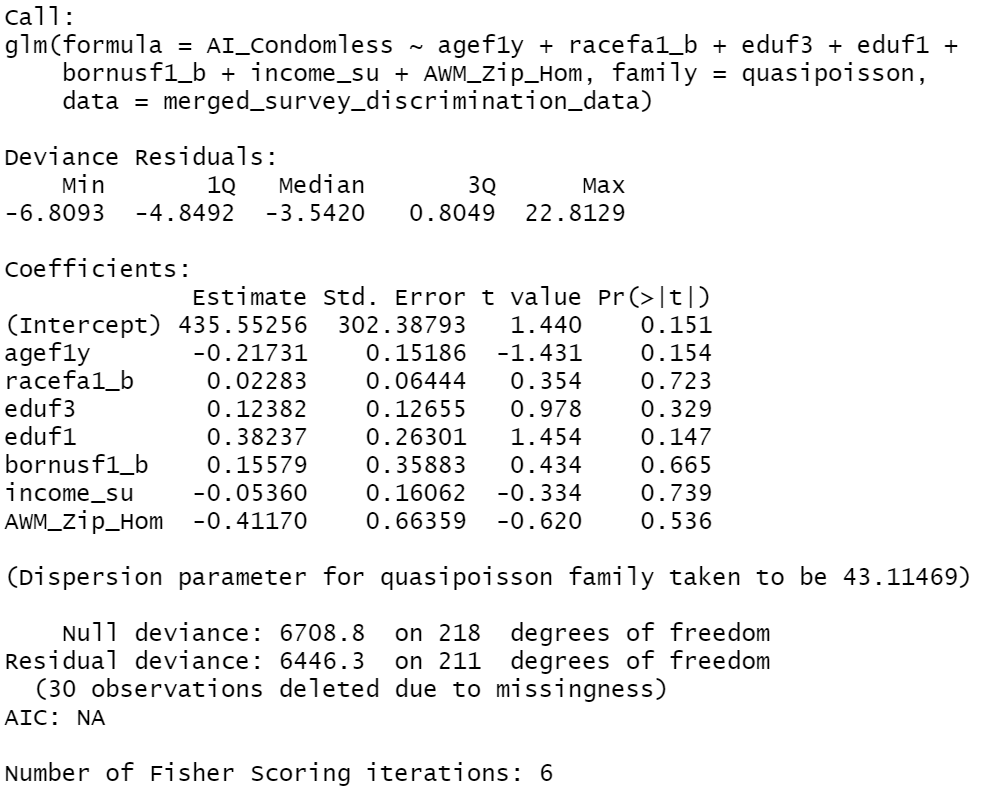 Call:
glm(formula = AI_Condomless ~ agef1y + racefa1_b + eduf3 + eduf1 +
    bornusf1_b + income_su + AWM_Zip_Hom, family = quasipoisson,
    data = merged_survey_discrimination_data)

Deviance Residuals:
    Min       1Q   Median       3Q      Max
-6.8093  -4.8492  -3.5420   0.8049  22.8129

Coefficients:
             Estimate Std. Error t value Pr(>|t|)
(Intercept) 435.55256  302.38793   1.440    0.151
agef1y       -0.21731    0.15186  -1.431    0.154
racefa1_b     0.02283    0.06444   0.354    0.723
eduf3         0.12382    0.12655   0.978    0.329
eduf1         0.38237    0.26301   1.454    0.147
bornusf1_b    0.15579    0.35883   0.434    0.665
income_su    -0.05360    0.16062  -0.334    0.739
AWM_Zip_Hom  -0.41170    0.66359  -0.620    0.536

(Dispersion parameter for quasipoisson family taken to be 43.11469)

    Null deviance: 6708.8  on 218  degrees of freedom
Residual deviance: 6446.3  on 211  degrees of freedom
  (30 observations deleted due to missingness)
AIC: NA

Number of Fisher Scoring iterations: 6